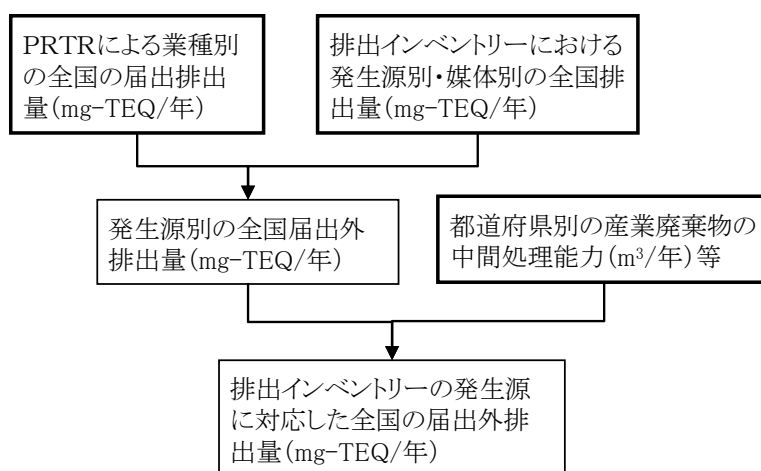 PRTRによる業種別
の全国の届出排出
量(mg-TEQ/年)
排出インベントリーにおける
発生源別・媒体別の全国排
出量(mg-TEQ/年)
発生源別の全国届出外
排出量(mg-TEQ/年)
都道府県別の産業廃棄物の
中間処理能力(m³/年)等
排出インベントリーの発生源
に対応した全国の届出外排
出量(mg-TEQ/年)